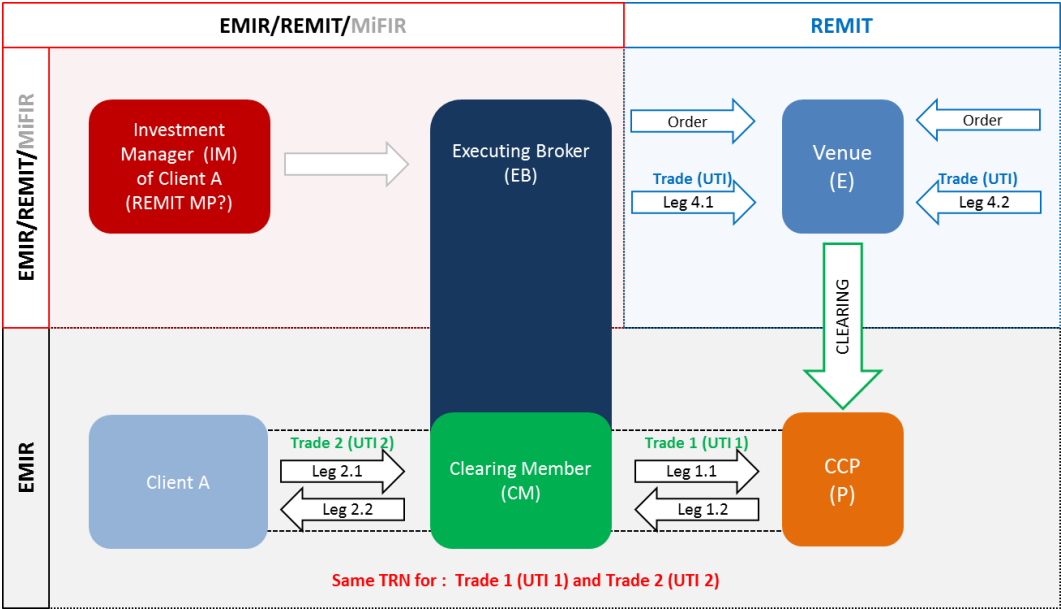 EMIR/REMIT/MiFIR
REMIT
EMIR/REMIT/MiFIR
Investment
Manager (IM)
of Client A
(REMIT MP?)
Executing Broker
(EB)
Order
Trade (UTI)
Leg 4.1
Venue
(E)
Order
Trade (UTI)
Leg 4.2
CLEARING
EMIR
Client A
Trade 2 (UTI 2)
Leg 2.1
Leg 2.2
Clearing Member
(CM)
Trade 1 (UTI 1)
Leg 1.1
Leg 1.2
CCP
(P)
Same TRN for : Trade 1 (UTI 1) and Trade 2 (UTI 2)